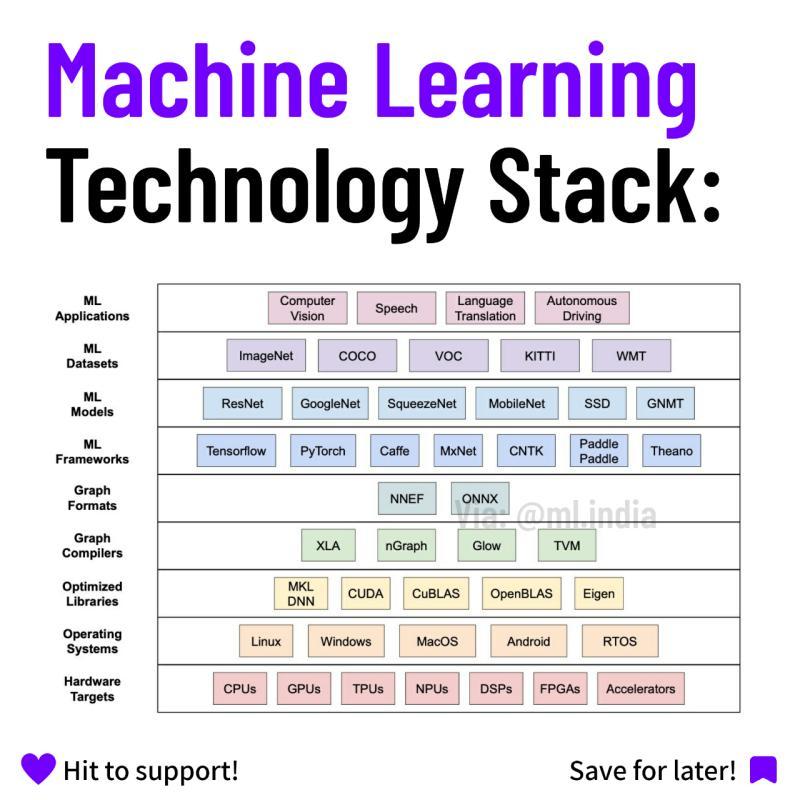 Machine Learning
Technology Stack:
ML
Applications
Computer
Vision
Speech
Language
Translation
Autonomous
Driving
ML
Datasets
ImageNet
COCO
VOC
KITTI
WMT
ML
Models
ResNet
GoogleNet
SqueezeNet
MobileNet
SSD
GNMT
ML
Frameworks
Tensorflow
PyTorch
Caffe
MxNet
CNTK
Paddle
Paddle
Theano
Graph
Formats
NNEF
ONNX
Via: @ml.india
Graph
Compilers
XLA
nGraph
Glow
TVM
Optimized
Libraries
MKL
DNN
CUDA
CuBLAS
OpenBLAS
Eigen
Operating
Systems
Linux
Windows
MacOS
Android
RTOS
Hardware
Targets
CPUs
GPUs
TPUs
NPUs
DSPs
FPGAs
Accelerators
Hit to support!
Save for later!